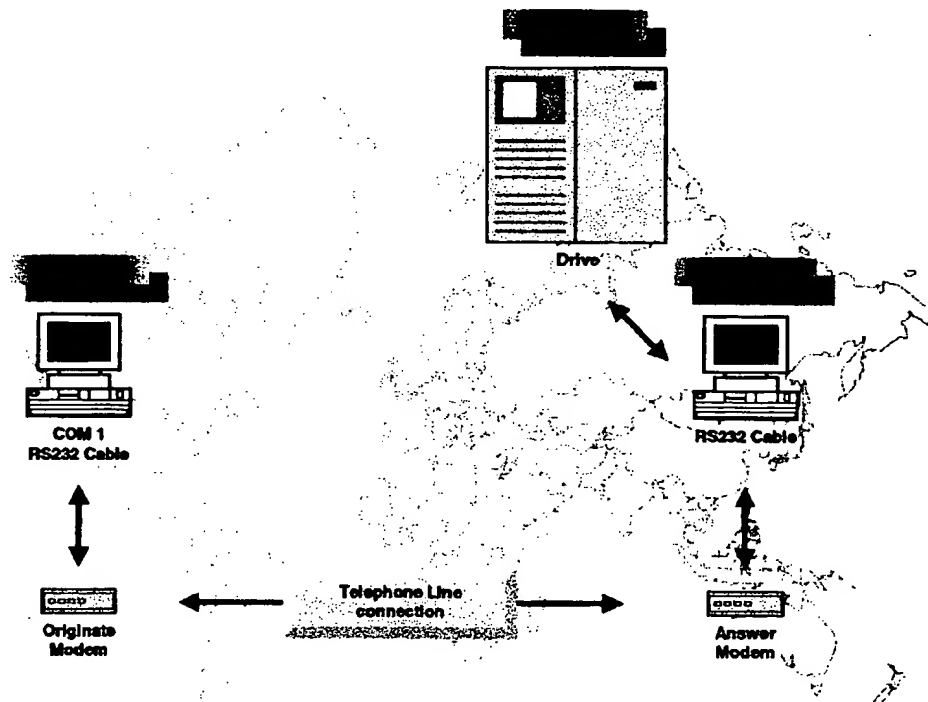 Drive
COM 1
RS232 Cable
RS232 Cable
Telephone Line
connection
Originate
Modem
Answer
Modem